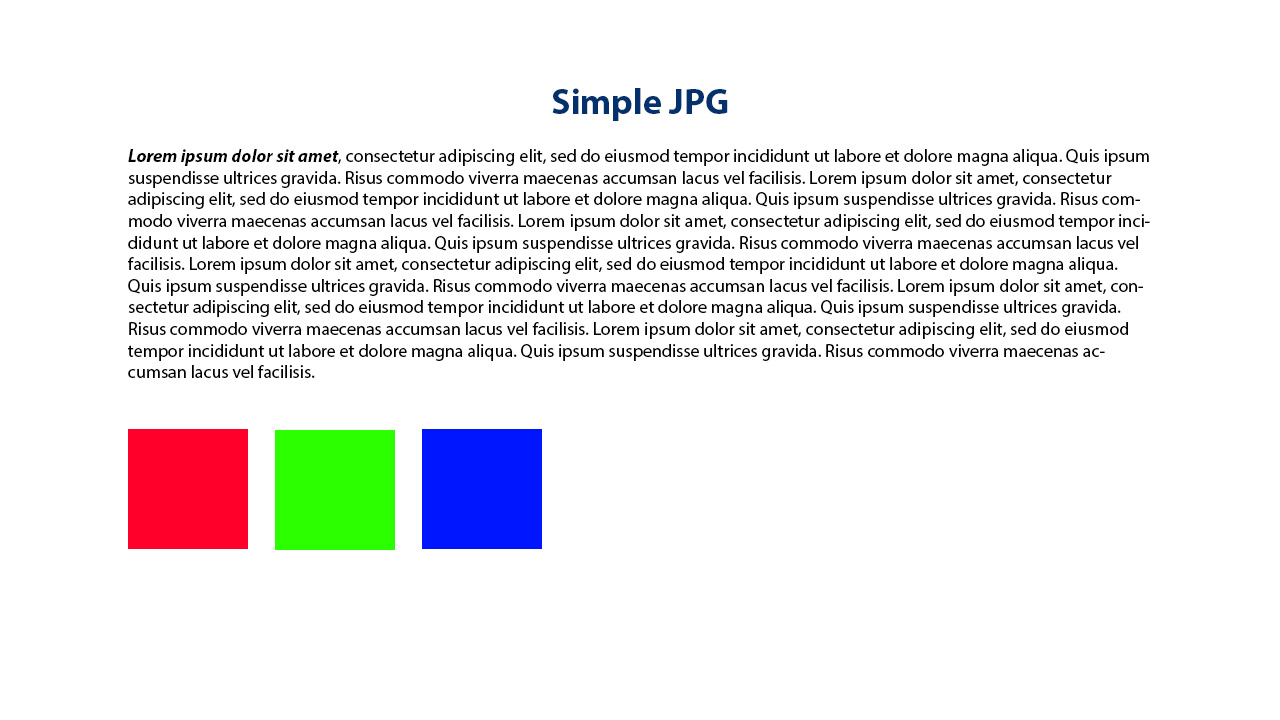 Simple JPG
Lorem ipsum dolor sit amet, consectetur adipiscing elit, sed do eiusmod tempor incididunt ut labore et dolore magna aliqua. Quis ipsum
suspendisse ultrices gravida. Risus commodo viverra maecenas accumsan lacus vel facilisis. Lorem ipsum dolor sit amet, consectetur
adipiscing elit, sed do eiusmod tempor incididunt ut labore et dolore magna aliqua. Quis ipsum suspendisse ultrices gravida. Risus com-
modo viverra maecenas accumsan lacus vel facilisis. Lorem ipsum dolor sit amet, consectetur adipiscing elit, sed do eiusmod tempor inci-
didunt ut labore et dolore magna aliqua. Quis ipsum suspendisse ultrices gravida. Risus commodo viverra maecenas accumsan lacus vel
facilisis. Lorem ipsum dolor sit amet, consectetur adipiscing elit, sed do eiusmod tempor incididunt ut labore et dolore magna aliqua.
Quis ipsum suspendisse ultrices gravida. Risus commodo viverra maecenas accumsan lacus vel facilisis. Lorem ipsum dolor sit amet, con-
sectetur adipiscing elit, sed do eiusmod tempor incididunt ut labore et dolore magna aliqua. Quis ipsum suspendisse ultrices gravida.
Risus commodo viverra maecenas accumsan lacus vel facilisis. Lorem ipsum dolor sit amet, consectetur adipiscing elit, sed do eiusmod
tempor incididunt ut labore et dolore magna aliqua. Quis ipsum suspendisse ultrices gravida. Risus commodo viverra maecenas ac-
cumsan lacus vel facilisis.